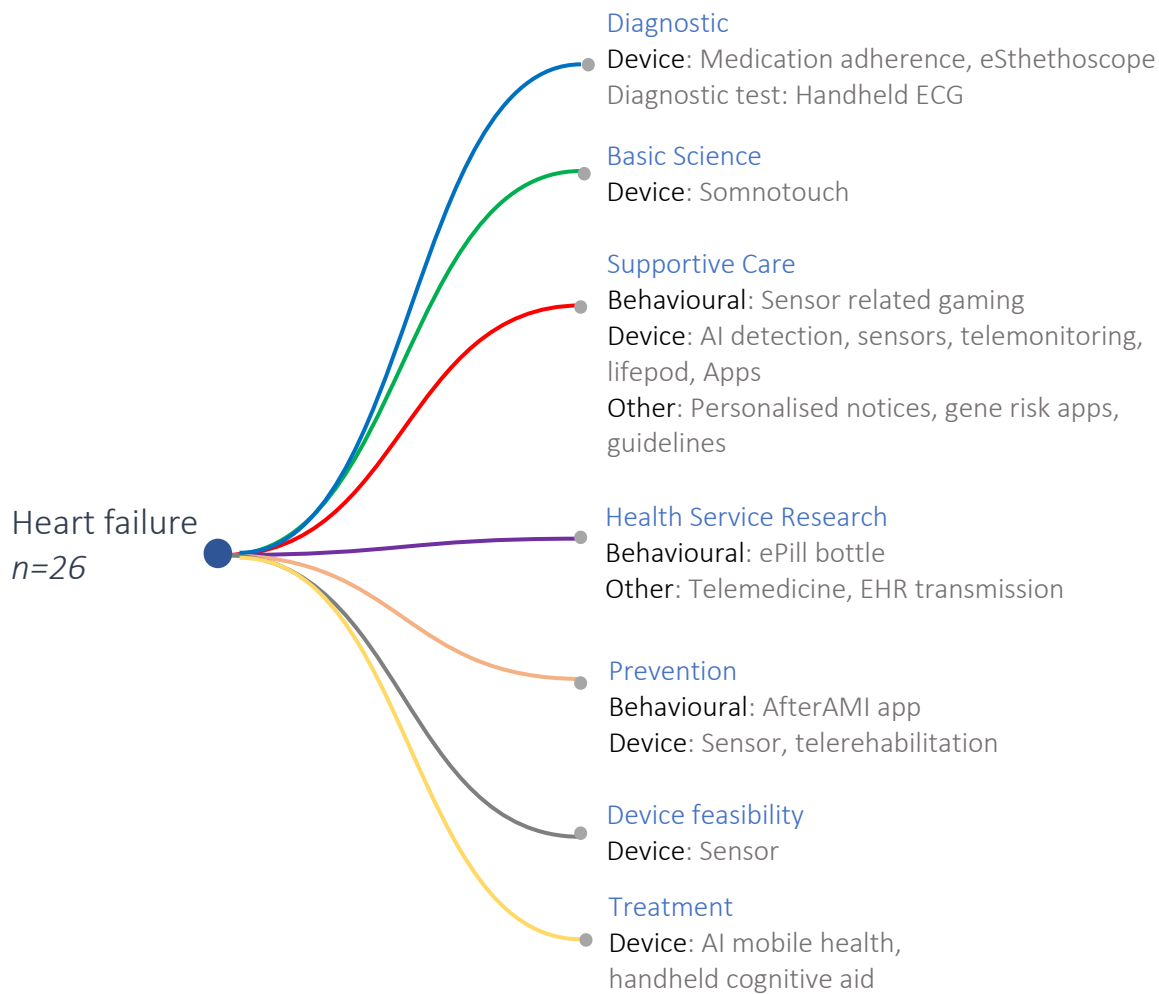 Diagnostic
Device: Medication adherence, eSthethoscope
Diagnostic test: Handheld ECG
Basic Science
Device: Somnotouch
Supportive Care
Behavioural: Sensor related gaming
Device: AI detection, sensors, telemonitoring,
lifepod, Apps
Other: Personalised notices, gene risk apps,
guidelines
Heart failure
n=26
Health Service Research
Behavioural: ePill bottle
Other: Telemedicine, EHR transmission
Prevention
Behavioural: AfterAMI app
Device: Sensor, telerehabilitation
Device feasibility
Device: Sensor
Treatment
Device: AI mobile health,
handheld cognitive aid